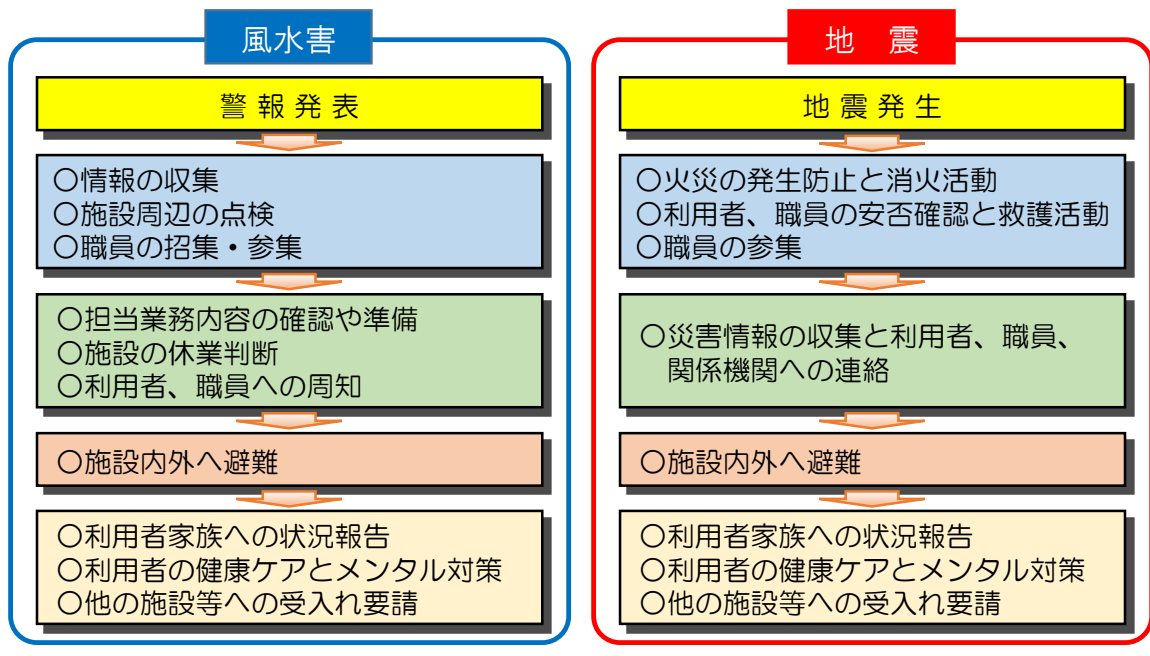 風水害
警報発表
〇情報の収集
〇施設周辺の点検
〇職員の招集・参集
〇担当業務内容の確認や準備
〇施設の休業判断
〇利用者、職員への周知
〇施設内外へ避難
〇利用者家族への状況報告
〇利用者の健康ケアとメンタル対策
〇他の施設等への受入れ要請
地　震
地震発生
〇火災の発生防止と消火活動
〇利用者、職員の安否確認と救護活動
〇職員の参集
〇災害情報の収集と利用者、職員、
関係機関への連絡
〇施設内外へ避難
〇利用者家族への状況報告
〇利用者の健康ケアとメンタル対策
〇他の施設等への受入れ要請